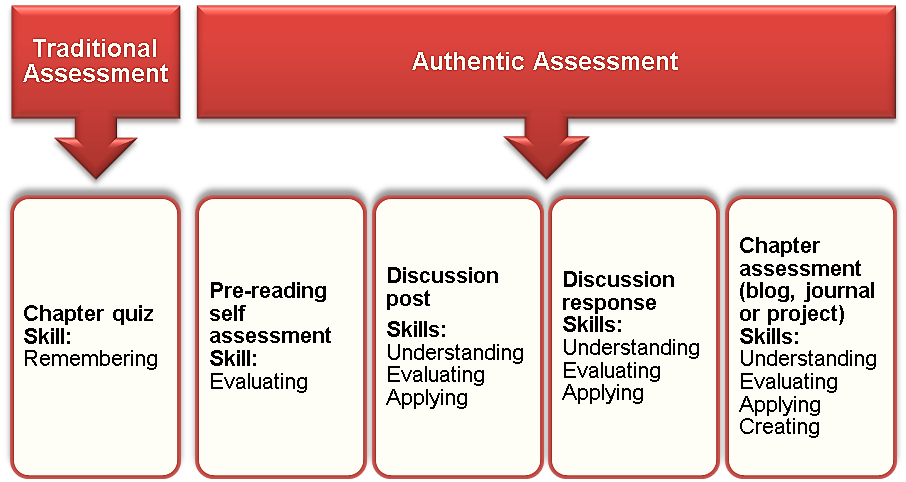 Traditional
Assessment
Authentic Assessment
Chapter quiz
Skill:
Remembering
Pre-reading
self
assessment
Skill:
Evaluating
Discussion
post
Skills:
Understanding
Evaluating
Applying
Discussion
response
Skills:
Understanding
Evaluating
Applying
Chapter
assessment
(blog, journal
or project)
Skills:
Understanding
Evaluating
Applying
Creating